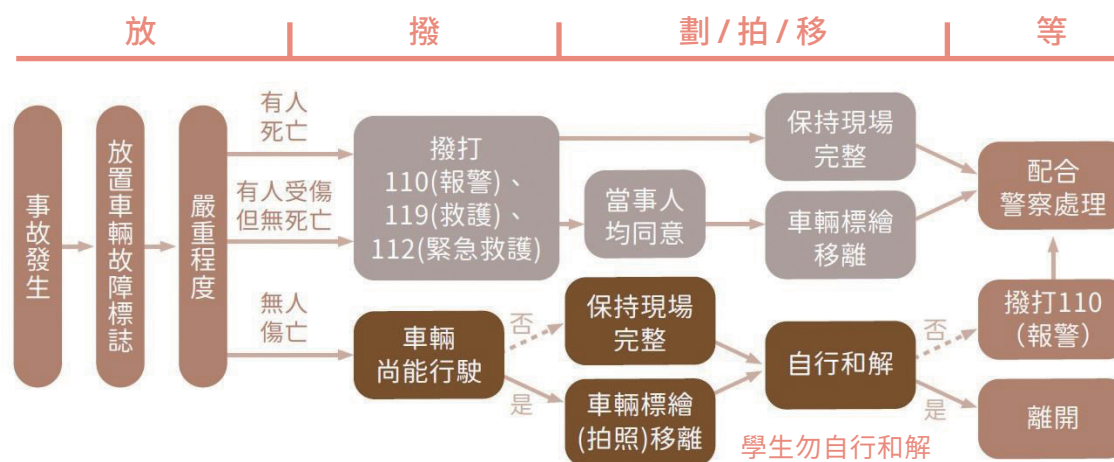 放
撥
劃/拍/移
等
事故發生
放置車輛故障標誌
嚴重程度
有人
死亡
有人受傷
但無死亡
無人
傷亡
撥打
110(報警)、
119(救護)、
112(緊急救護)
當事人
均同意
保持現場
完整
車輛標繪
移離
配合
警察處理
車輛
尚能行駛
否
是
保持現場
完整
車輛標繪
(拍照)移離
自行和解
學生勿自行和解
否
是
撥打110
(報警)
離開